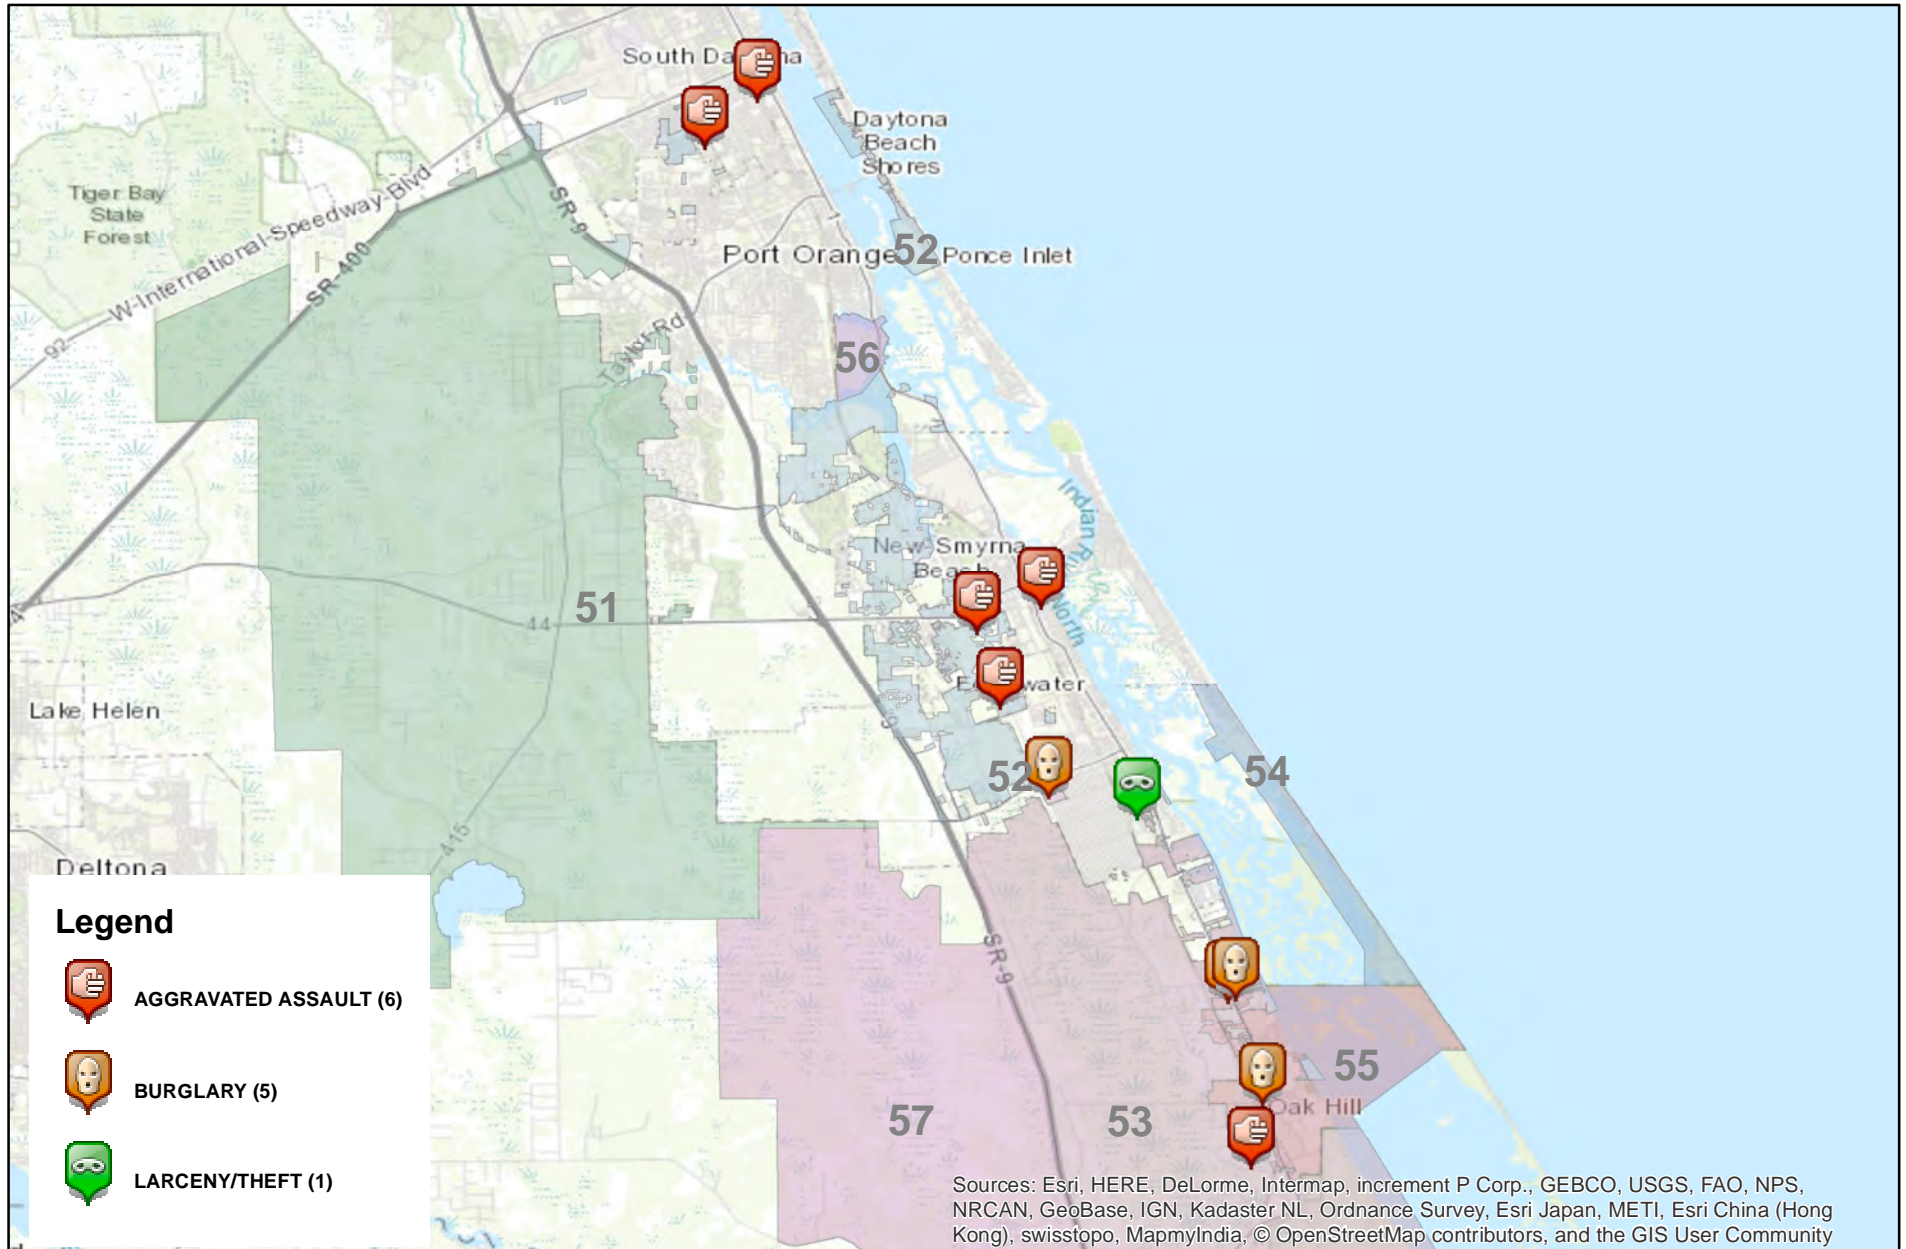 South Da na
Daytona
Beach
Shores
Tiger Bay
State
Forest
W-International-Speedway-Blvd
SR-9
SR-400
92
1
Port Orange
52
Ponce Inlet
Taylor Rd
56
Indian R
North
New Smyrna
Beach
51
44
E water
Lake Helen
9
52
54
415
Deltona
SR-9
55
Oak Hill
57
53
Legend
AGGRAVATED ASSAULT (6)
BURGLARY (5)
LARCENY/THEFT (1)
Sources: Esri, HERE, DeLorme, Intermap, increment P Corp., GEBCO, USGS, FAO, NPS,
NRCAN, GeoBase, IGN, Kadaster NL, Ordnance Survey, Esri Japan, METI, Esri China (Hong
Kong), swisstopo, MapmyIndia, © OpenStreetMap contributors, and the GIS User Community